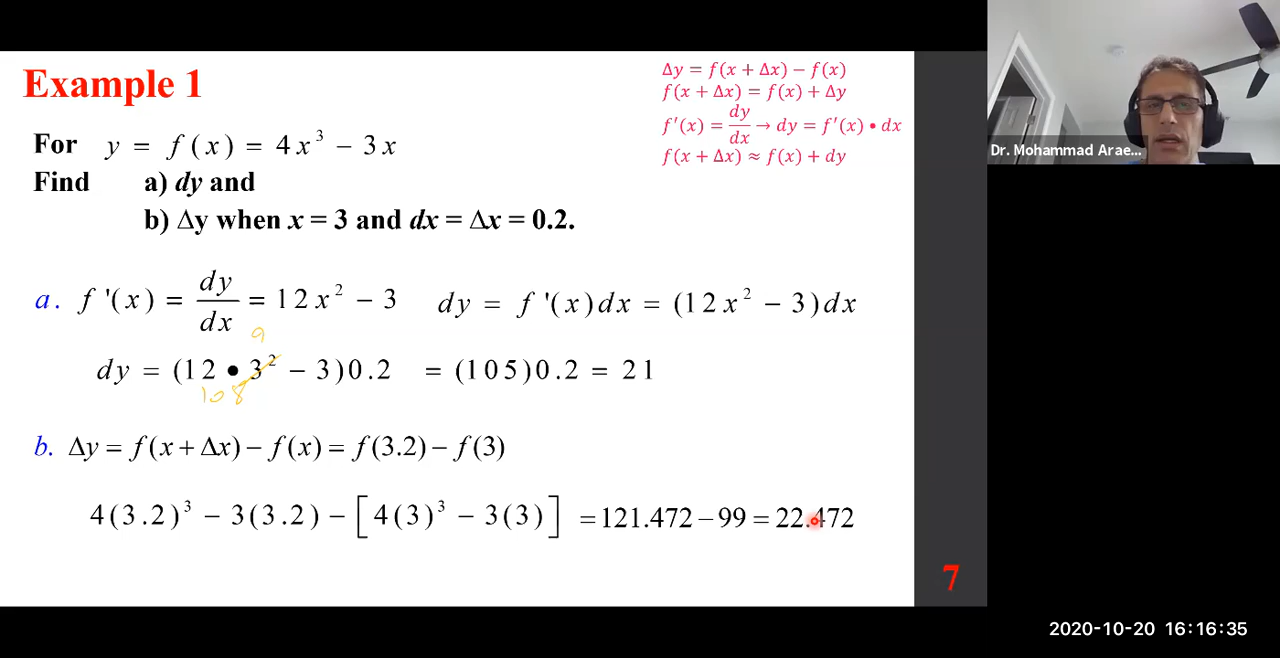 Example 1
Δy = f(x + Δx) − f(x)
f(x + Δx) = f(x) + Δy
f′(x) = dy/dx → dy = f′(x) • dx
f(x + Δx) ≈ f(x) + dy
For y = f(x) = 4x³ − 3x
Find a) dy and
b) Δy when x = 3 and dx = Δx = 0.2.
a. f'(x) = dy/dx = 12x² − 3 dy = f'(x)dx = (12x² − 3)dx
9
dy = (12 • 3² − 3)0.2 = (105)0.2 = 21
108
b. Δy = f(x + Δx) − f(x) = f(3.2) − f(3)
4(3.2)³ − 3(3.2) − [4(3)³ − 3(3)] = 121.472 − 99 = 22.472
7
Dr. Mohammad Arae...
2020-10-20 16:16:35